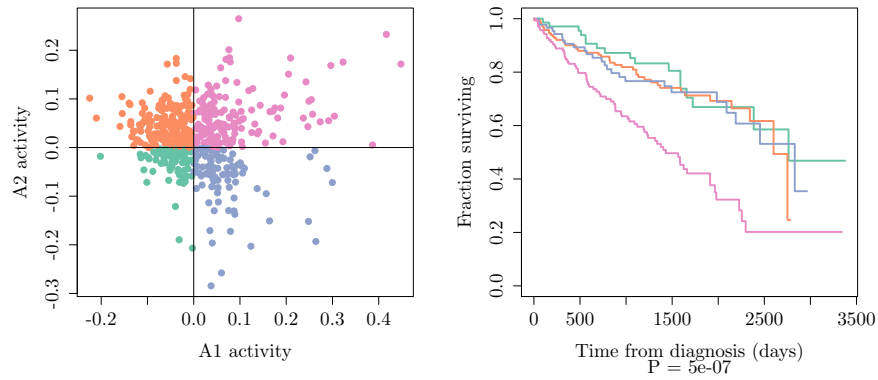 0.2
0.1
0.0
-0.1
-0.2
-0.3
A2 activity
-0.2 0.0 0.1 0.2 0.3 0.4
A1 activity
1.0
0.8
0.6
0.4
0.2
0.0
Fraction surviving
0 500 1500 2500 3500
Time from diagnosis (days)
P = 5e-07